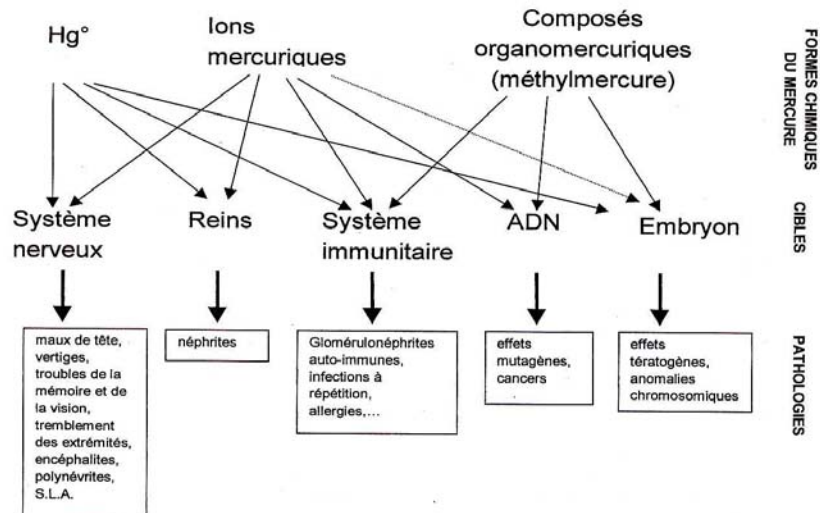 Hg°
Ions
mercuriques
Composés
organomercuriques
(méthylmercure)
FORMES CHIMIQUES
DU MERCURE
Système
nerveux
Reins
Système
immunitaire
ADN
Embryon
CIBLES
maux de tête,
vertiges,
troubles de la
mémoire et de
la vision,
tremblement
des extrémités,
encéphalites,
polynévrites,
S.L.A.
néphrites
Glomérulonéphrites
auto-immunes,
infections à
répétition,
allergies,...
effets
mutagènes,
cancers
effets
tératogènes,
anomalies
chromosomiques
PATHOLOGIES